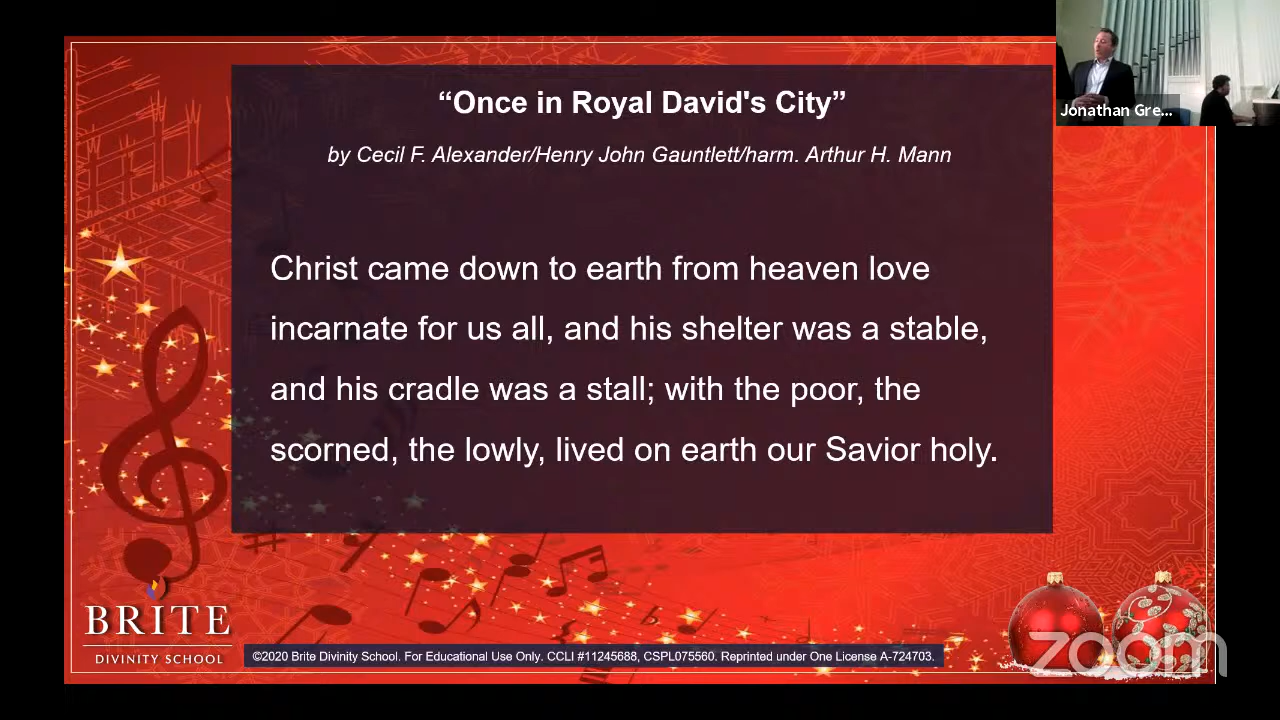 “Once in Royal David's City”
by Cecil F. Alexander/Henry John Gauntlett/harm. Arthur H. Mann
Christ came down to earth from heaven love
incarnate for us all, and his shelter was a stable,
and his cradle was a stall; with the poor, the
scorned, the lowly, lived on earth our Savior holy.
Jonathan Gre...
BRITE
DIVINITY SCHOOL
©2020 Brite Divinity School. For Educational Use Only. CCLI #11245688, CSPL075560. Reprinted under One License A-724703.
zoom